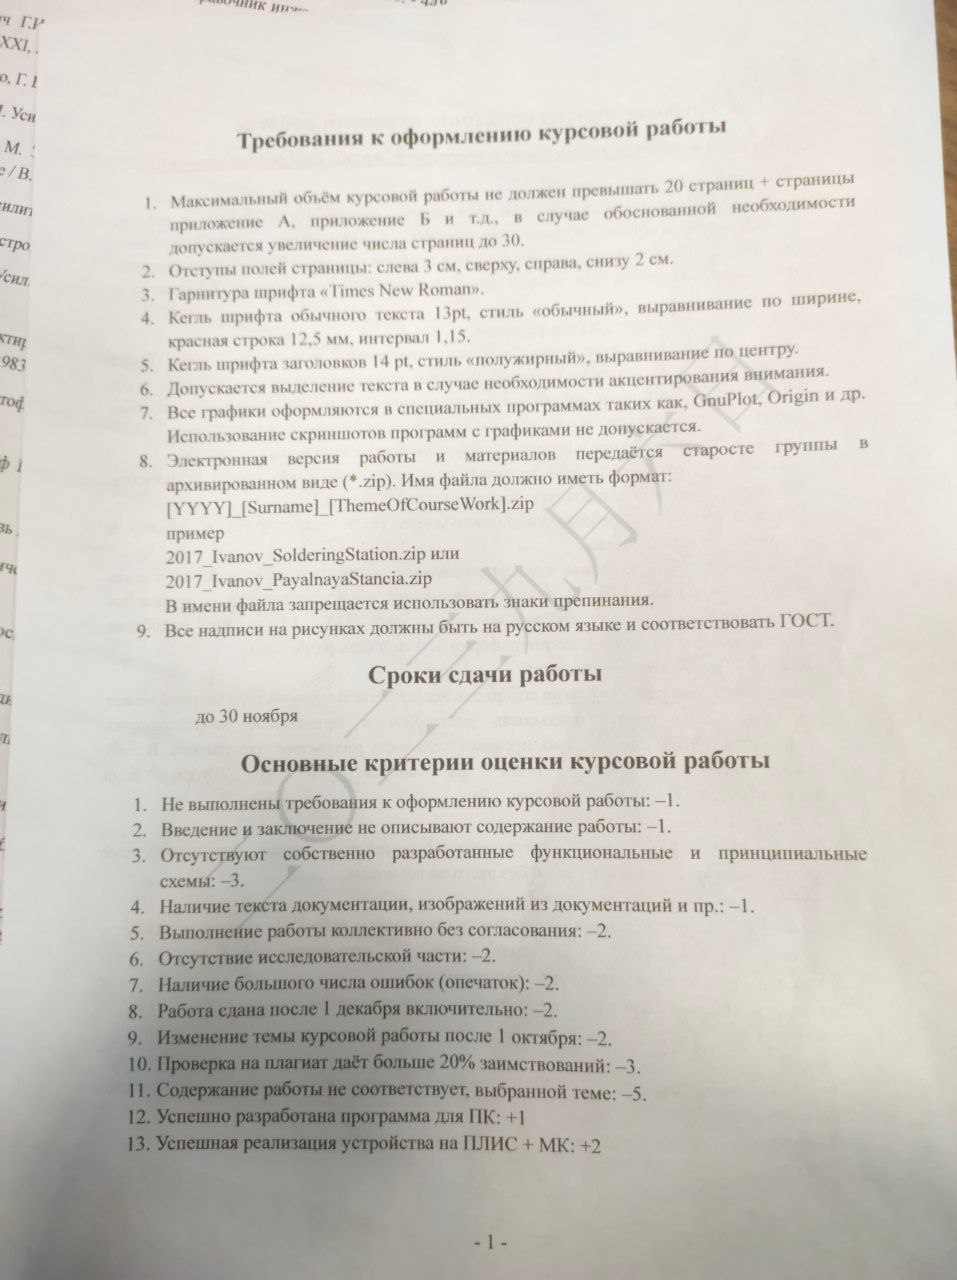 Требования к оформлению курсовой работы
1. Максимальный объём курсовой работы не должен превышать 20 страниц + страницы
приложение А, приложение Б и т.д., в случае обоснованной необходимости
допускается увеличение числа страниц до 30.
2. Отступы полей страницы: слева 3 см, сверху, справа, снизу 2 см.
3. Гарнитура шрифта «Times New Roman».
4. Кегль шрифта обычного текста 13pt, стиль «обычный», выравнивание по ширине,
красная строка 12,5 мм, интервал 1,15.
5. Кегль шрифта заголовков 14 pt, стиль «полужирный», выравнивание по центру.
6. Допускается выделение текста в случае необходимости акцентирования внимания.
7. Все графики оформляются в специальных программах таких как, GnuPlot, Origin и др.
Использование скриншотов программ с графиками не допускается.
8. Электронная версия работы и материалов передаётся старосте группы в
архивированном виде (*.zip). Имя файла должно иметь формат:
[YYYY]_[Surname]_[ThemeOfCourseWork].zip
пример
2017_Ivanov_SolderingStation.zip или
2017_Ivanov_PayalnayaStancia.zip
В имени файла запрещается использовать знаки препинания.
9. Все надписи на рисунках должны быть на русском языке и соответствовать ГОСТ.
Сроки сдачи работы
до 30 ноября
Основные критерии оценки курсовой работы
1. Не выполнены требования к оформлению курсовой работы: –1.
2. Введение и заключение не описывают содержание работы: –1.
3. Отсутствуют собственно разработанные функциональные и принципиальные
схемы: –3.
4. Наличие текста документации, изображений из документаций и пр.: –1.
5. Выполнение работы коллективно без согласования: –2.
6. Отсутствие исследовательской части: –2.
7. Наличие большого числа ошибок (опечаток): –2.
8. Работа сдана после 1 декабря включительно: –2.
9. Изменение темы курсовой работы после 1 октября: –2.
10. Проверка на плагиат даёт больше 20% заимствований: –3.
11. Содержание работы не соответствует, выбранной теме: –5.
12. Успешно разработана программа для ПК: +1
13. Успешная реализация устройства на ПЛИС + МК: +2
- 1 -
二〇二三九月六日